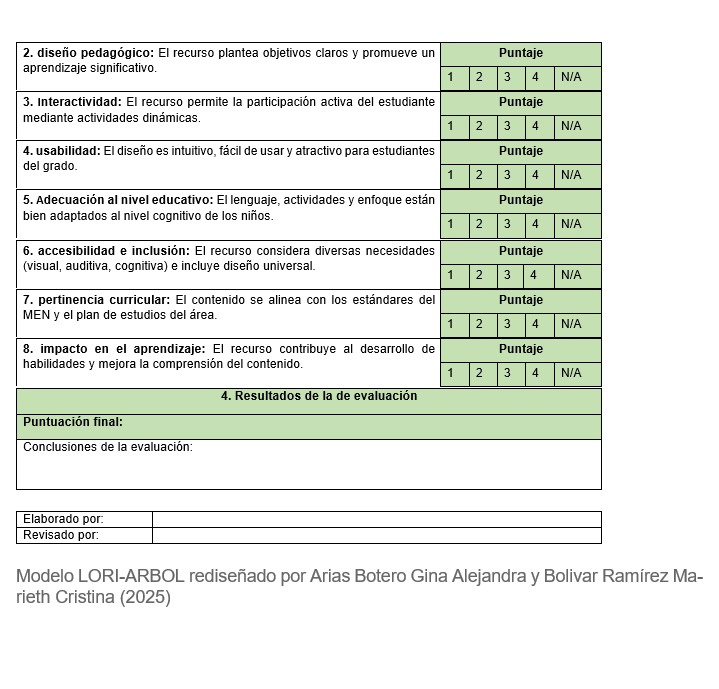 2. diseño pedagógico: El recurso plantea objetivos claros y promueve un
aprendizaje significativo.
Puntaje
1 2 3 4 N/A
3. Interactividad: El recurso permite la participación activa del estudiante
mediante actividades dinámicas.
Puntaje
1 2 3 4 N/A
4. usabilidad: El diseño es intuitivo, fácil de usar y atractivo para estudiantes
del grado.
Puntaje
1 2 3 4 N/A
5. Adecuación al nivel educativo: El lenguaje, actividades y enfoque están
bien adaptados al nivel cognitivo de los niños.
Puntaje
1 2 3 4 N/A
6. accesibilidad e inclusión: El recurso considera diversas necesidades
(visual, auditiva, cognitiva) e incluye diseño universal.
Puntaje
1 2 3 4 N/A
7. pertinencia curricular: El contenido se alinea con los estándares del
MEN y el plan de estudios del área.
Puntaje
1 2 3 4 N/A
8. impacto en el aprendizaje: El recurso contribuye al desarrollo de
habilidades y mejora la comprensión del contenido.
Puntaje
1 2 3 4 N/A
4. Resultados de la de evaluación
Puntuación final:
Conclusiones de la evaluación:
Elaborado por:
Revisado por:
Modelo LORI-ARBOL rediseñado por Arias Botero Gina Alejandra y Bolivar Ramírez Ma-
rieth Cristina (2025)